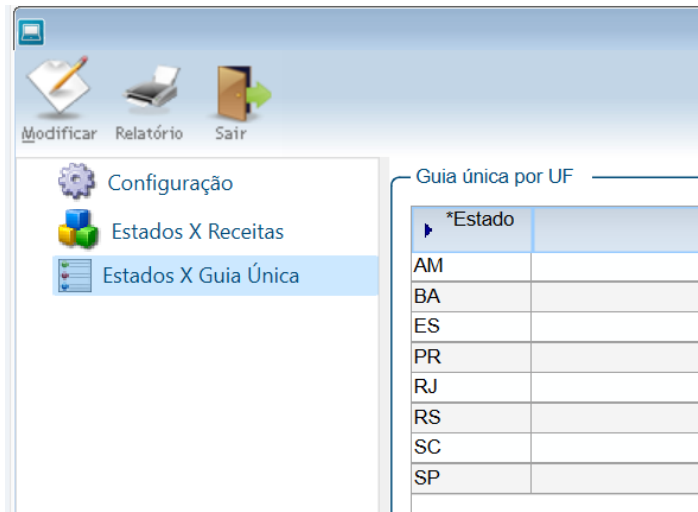 Modificar Relatório Sair
Configuração
Estados X Receitas
Estados X Guia Única
Guia única por UF
*Estado
AM
BA
ES
PR
RJ
RS
SC
SP